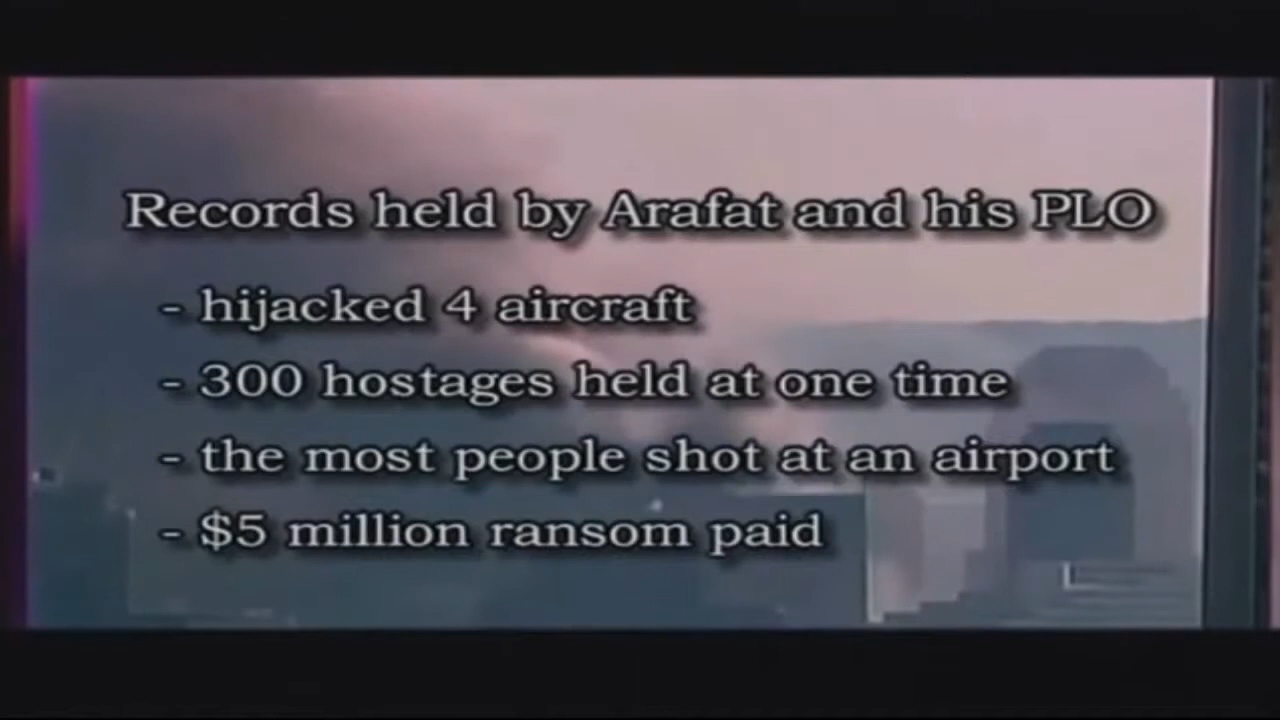 Records held by Arafat and his PLO
- hijacked 4 aircraft
- 300 hostages held at one time
- the most people shot at an airport
- $5 million ransom paid